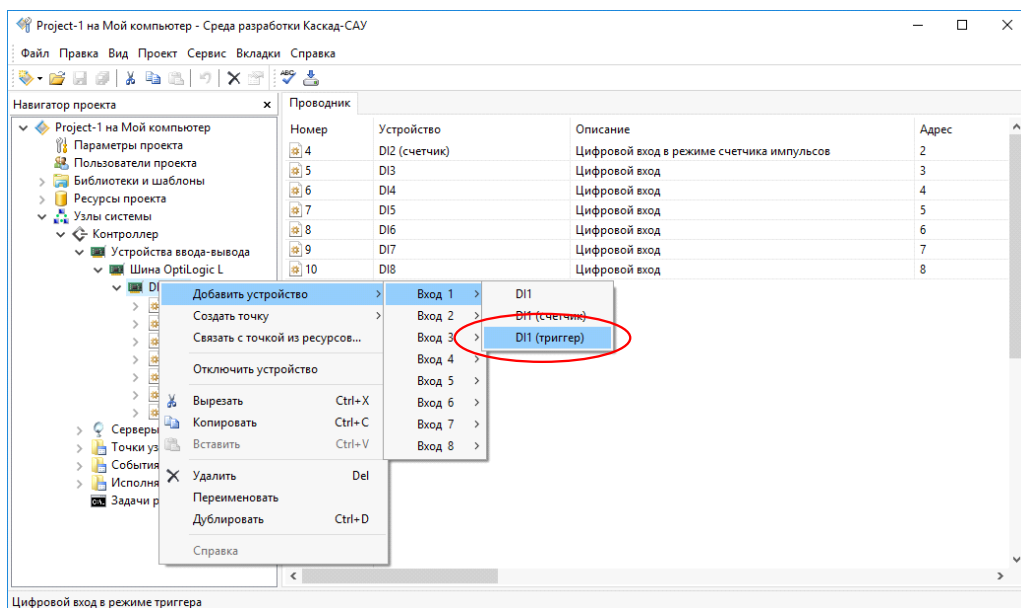 Project-1 на Мой компьютер - Среда разработки Каскад-САУ
Файл Правка Вид Проект Сервис Вкладки Справка
Навигатор проекта
Project-1 на Мой компьютер
Параметры проекта
Пользователи проекта
Библиотеки и шаблоны
Ресурсы проекта
Узлы системы
Контроллер
Устройства ввода-вывода
Шина OptiLogic L
DI
Серверы
Точки уз
События
Исполня
Задачи р
Проводник
Номер Устройство Описание Адрес
4 DI2 (счетчик) Цифровой вход в режиме счетчика импульсов 2
5 DI3 Цифровой вход 3
6 DI4 Цифровой вход 4
7 DI5 Цифровой вход 5
8 DI6 Цифровой вход 6
9 DI7 Цифровой вход 7
10 DI8 Цифровой вход 8
Добавить устройство
Создать точку
Связать с точкой из ресурсов...
Отключить устройство
Вырезать Ctrl+X
Копировать Ctrl+C
Вставить Ctrl+V
Удалить Del
Переименовать
Дублировать Ctrl+D
Справка
Вход 1
Вход 2
Вход 3
Вход 4
Вход 5
Вход 6
Вход 7
Вход 8
DI1
DI1 (счетчик)
DI1 (триггер)
Цифровой вход в режиме триггера